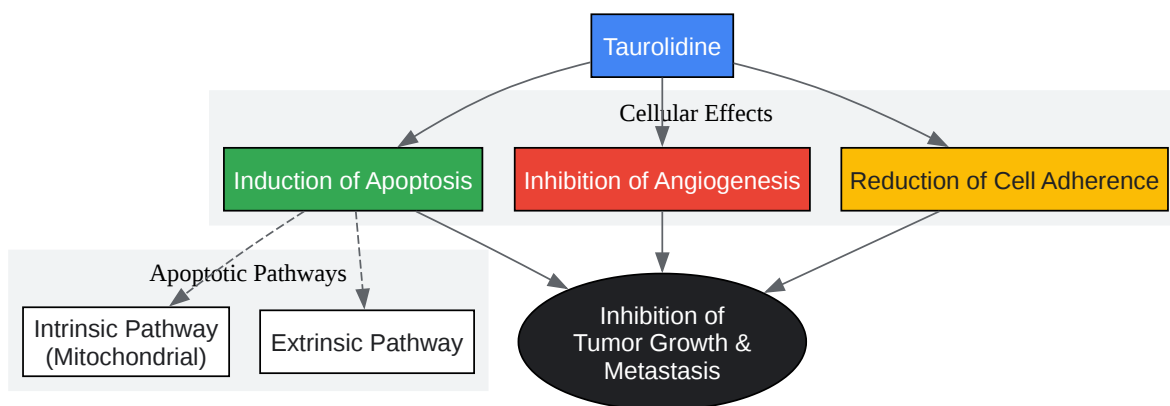 Taurolidine
Cellular Effects
Induction of Apoptosis
Inhibition of Angiogenesis
Reduction of Cell Adherence
Apoptotic Pathways
Intrinsic Pathway
(Mitochondrial)
Extrinsic Pathway
Inhibition of
Tumor Growth &
Metastasis